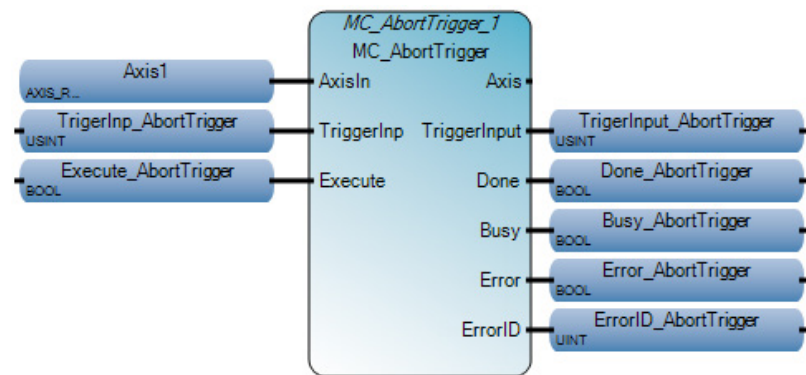 MC_AbortTrigger_1
MC_AbortTrigger
Axis1
AXIS_R...
AxisIn
Axis
TrigerInp_AbortTrigger
USINT
TriggerInp
TriggerInput
TrigerInput_AbortTrigger
USINT
Execute_AbortTrigger
BOOL
Execute
Done
Done_AbortTrigger
BOOL
Busy
Busy_AbortTrigger
BOOL
Error
Error_AbortTrigger
BOOL
ErrorID
ErrorID_AbortTrigger
UINT